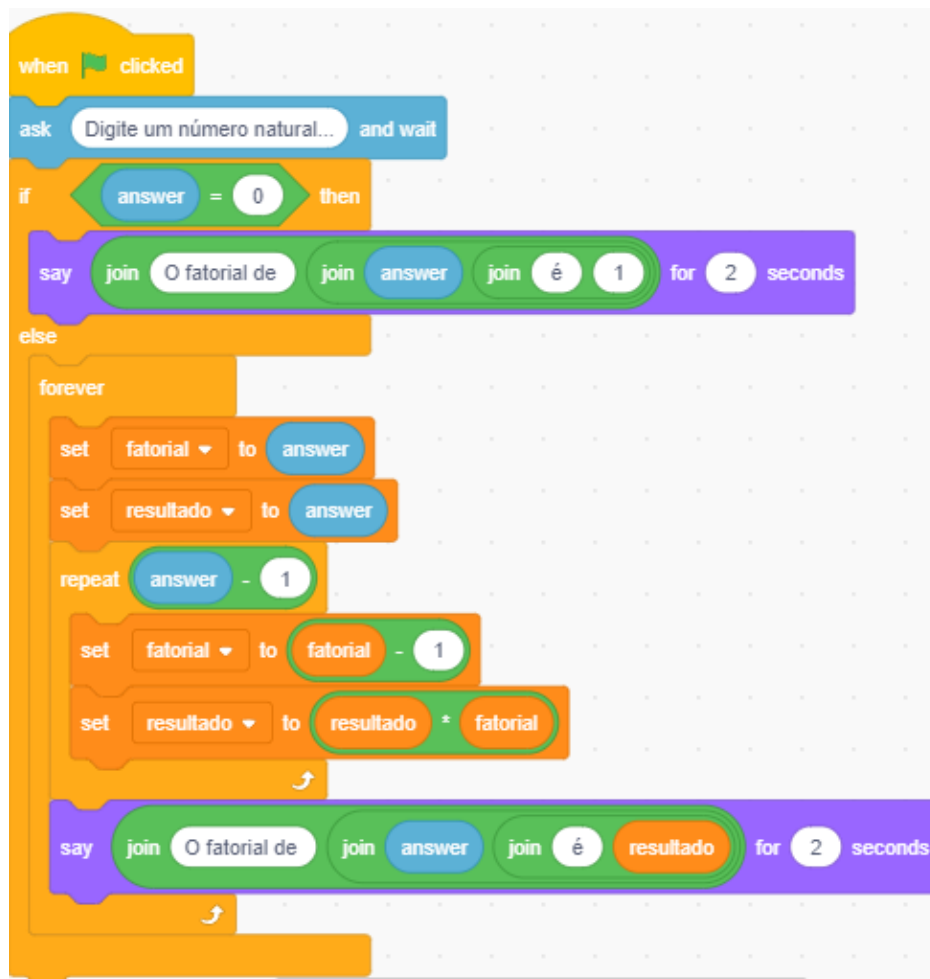 when clicked
ask Digite um número natural... and wait
if answer = 0 then
say join O fatorial de join answer join é 1 for 2 seconds
else
forever
set fatorial to answer
set resultado to answer
repeat answer - 1
set fatorial to fatorial - 1
set resultado to resultado * fatorial
say join O fatorial de join answer join é resultado for 2 seconds